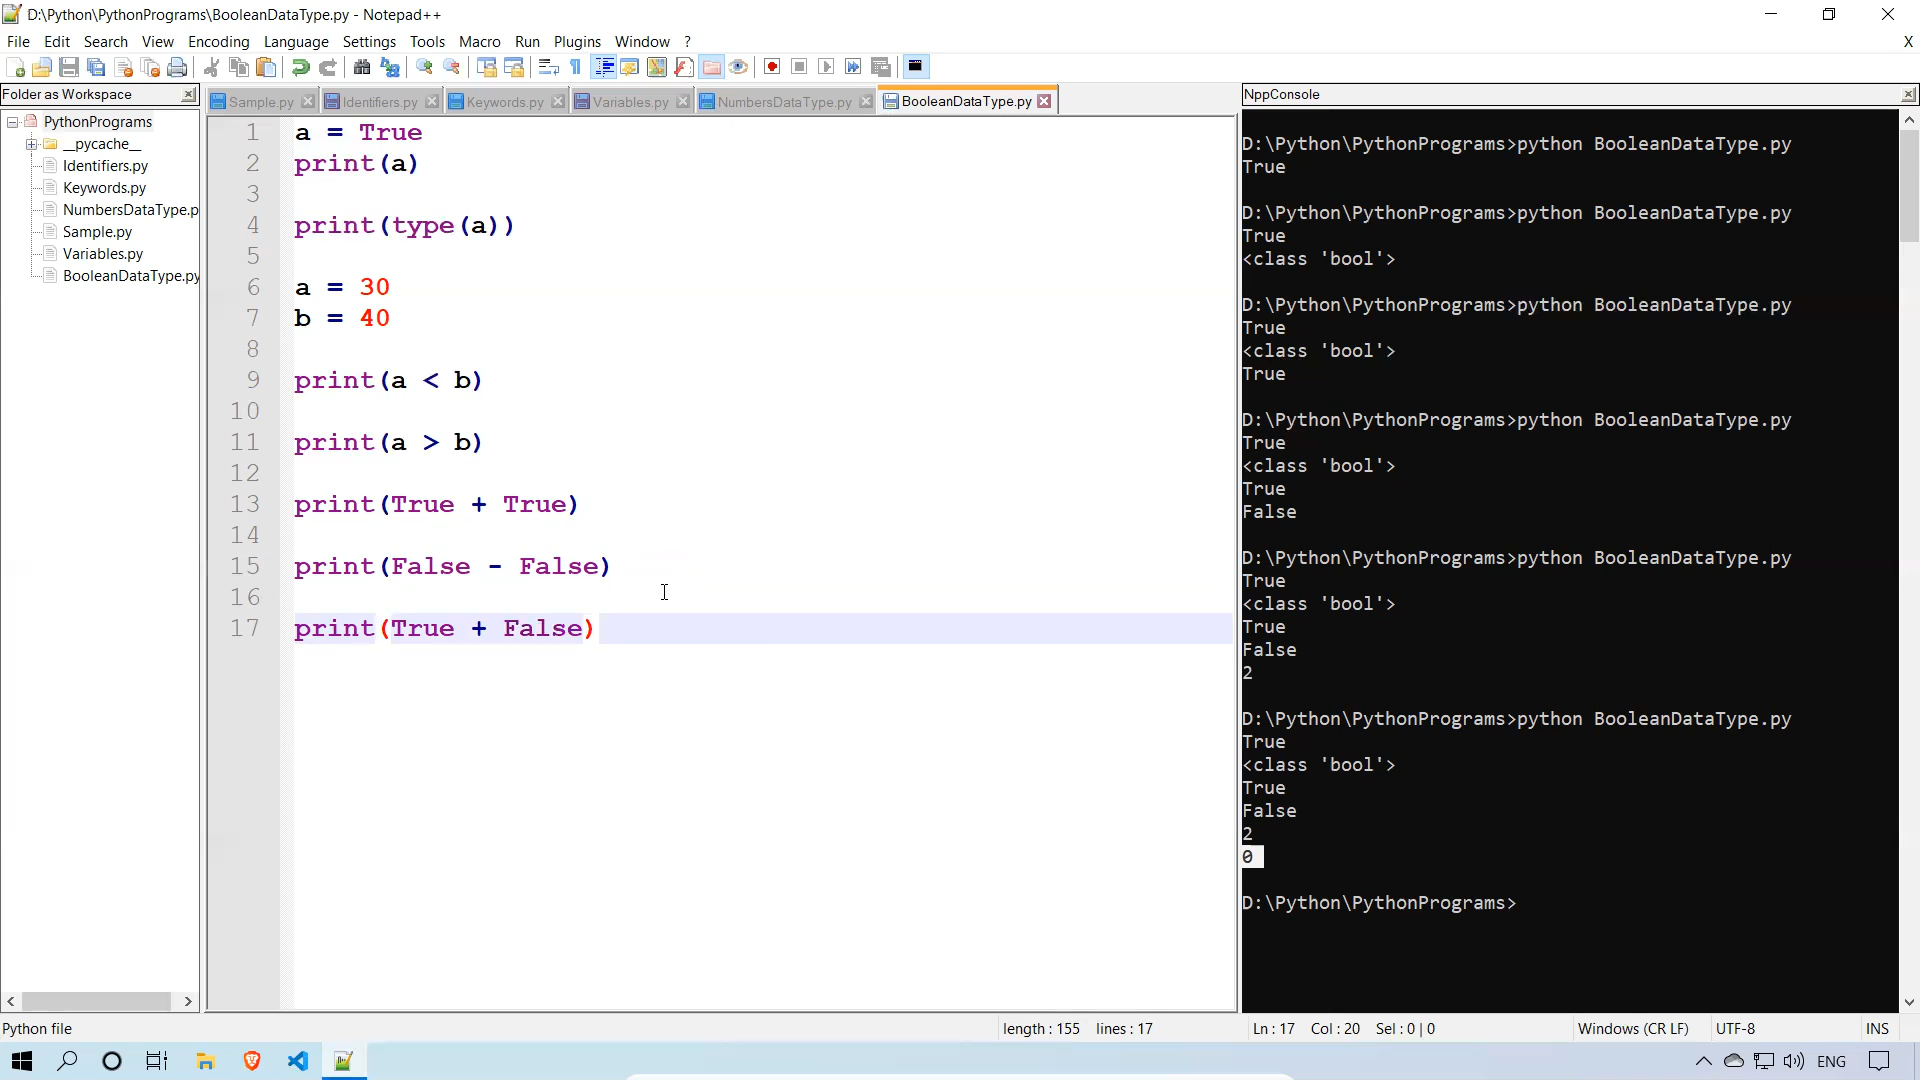 D:\Python\PythonPrograms\BooleanDataType.py - Notepad++
File Edit Search View Encoding Language Settings Tools Macro Run Plugins Window ? X
Folder as Workspace
PythonPrograms
__pycache__
Identifiers.py
Keywords.py
NumbersDataType.p
Sample.py
Variables.py
BooleanDataType.py
Sample.py Identifiers.py Keywords.py Variables.py NumbersDataType.py BooleanDataType.py
1 a = True
2 print(a)
3
4 print(type(a))
5
6 a = 30
7 b = 40
8
9 print(a < b)
10
11 print(a > b)
12
13 print(True + True)
14
15 print(False - False)
16
17 print(True + False)
NppConsole
D:\Python\PythonPrograms>python BooleanDataType.py
True
D:\Python\PythonPrograms>python BooleanDataType.py
True
<class 'bool'>
D:\Python\PythonPrograms>python BooleanDataType.py
True
<class 'bool'>
True
D:\Python\PythonPrograms>python BooleanDataType.py
True
<class 'bool'>
True
False
D:\Python\PythonPrograms>python BooleanDataType.py
True
<class 'bool'>
True
False
2
D:\Python\PythonPrograms>python BooleanDataType.py
True
<class 'bool'>
True
False
2
0
D:\Python\PythonPrograms>
Python file length : 155 lines : 17 Ln : 17 Col : 20 Sel : 0 | 0 Windows (CR LF) UTF-8 INS
ENG